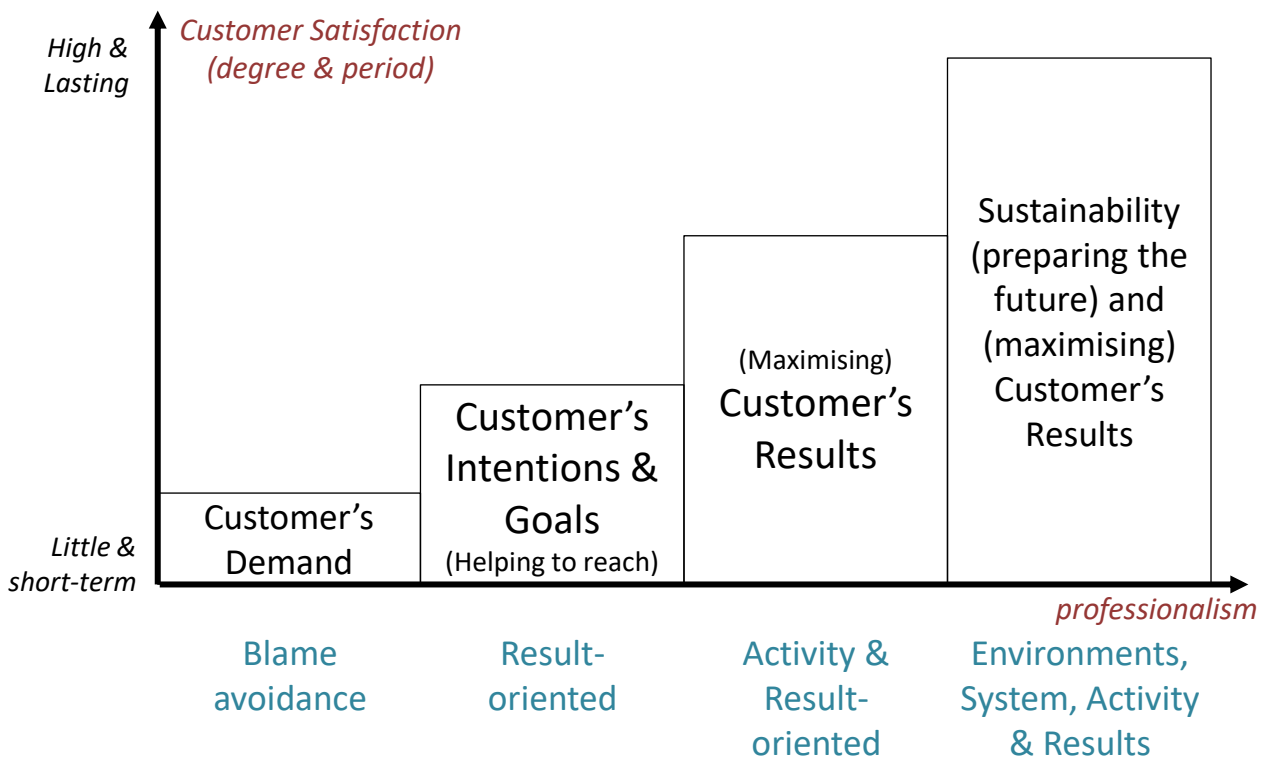 High &
Lasting
Customer Satisfaction
(degree & period)
Sustainability
(preparing the
future) and
(maximising)
Customer’s
Results
(Maximising)
Customer’s
Results
Customer’s
Intentions &
Goals
(Helping to reach)
Customer’s
Demand
Little &
short-term
professionalism
Blame
avoidance
Result-
oriented
Activity &
Result-
oriented
Environments,
System, Activity
& Results